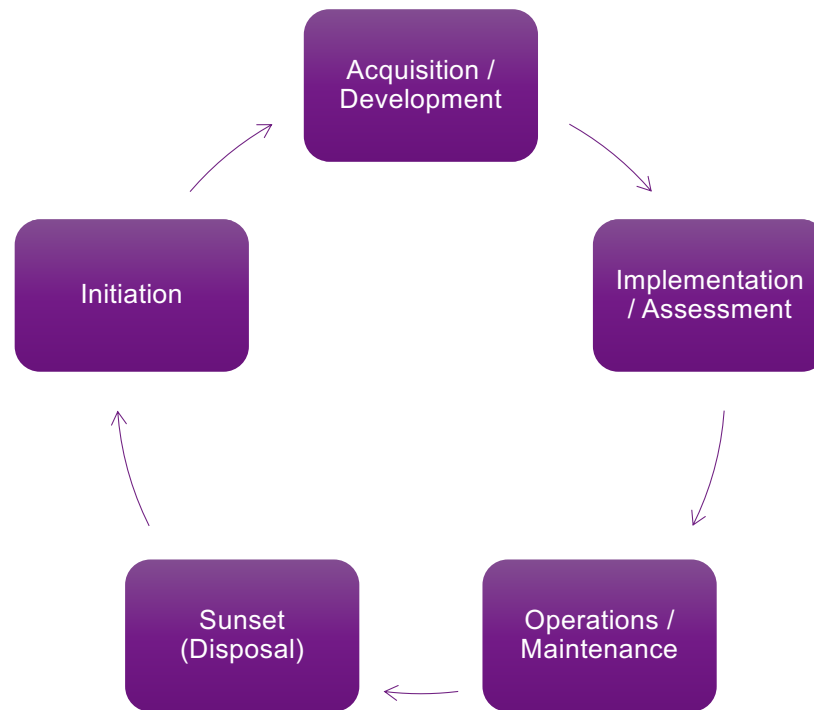 Acquisition /
Development
Initiation
Implementation
/ Assessment
Sunset
(Disposal)
Operations /
Maintenance